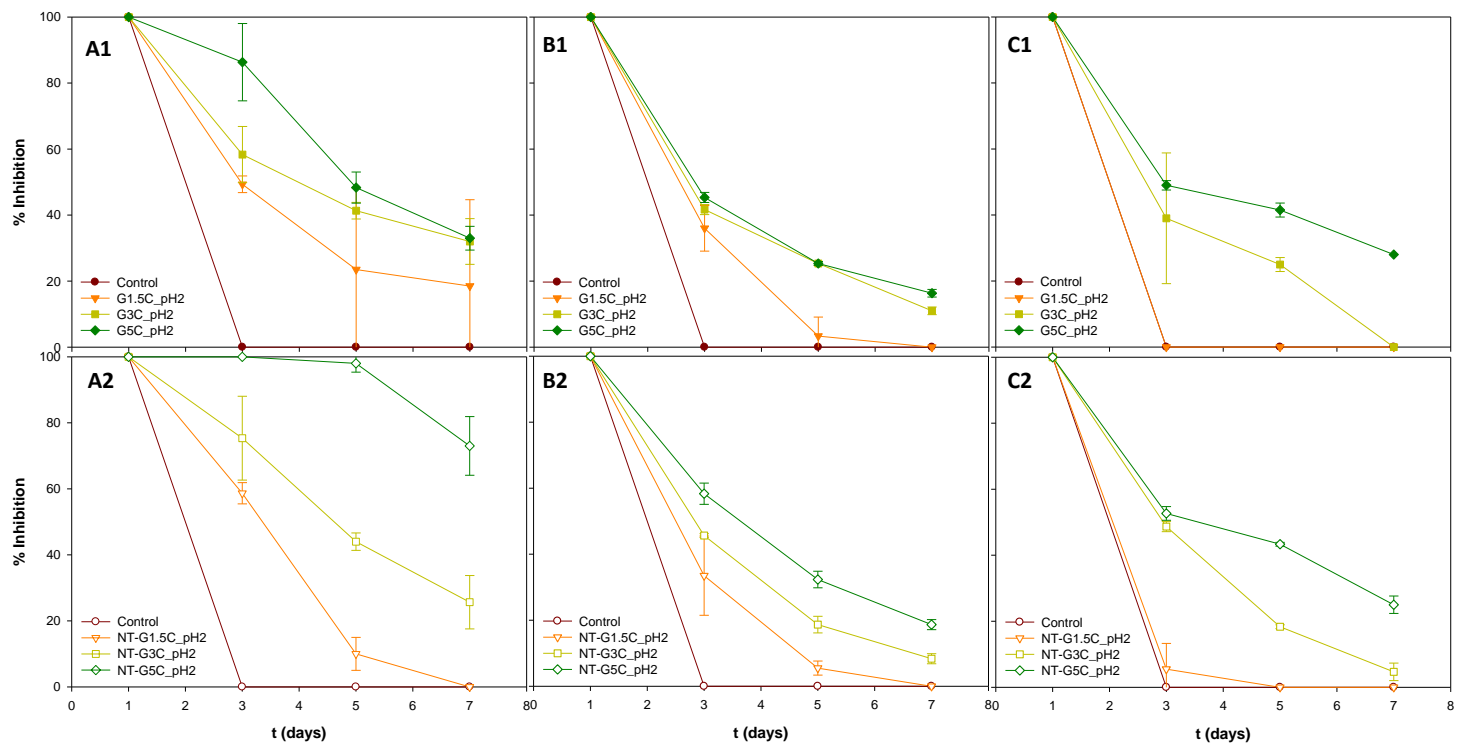 A1
% Inhibition
100
80
60
40
20
0
Control
G1.5C_pH2
G3C_pH2
G5C_pH2
B1
Control
G1.5C_pH2
G3C_pH2
G5C_pH2
C1
Control
G1.5C_pH2
G3C_pH2
G5C_pH2
A2
% Inhibition
100
80
60
40
20
0
Control
NT-G1.5C_pH2
NT-G3C_pH2
NT-G5C_pH2
0 1 2 3 4 5 6 7 8
t (days)
B2
Control
NT-G1.5C_pH2
NT-G3C_pH2
NT-G5C_pH2
0 1 2 3 4 5 6 7 8
t (days)
C2
Control
NT-G1.5C_pH2
NT-G3C_pH2
NT-G5C_pH2
0 1 2 3 4 5 6 7 8
t (days)